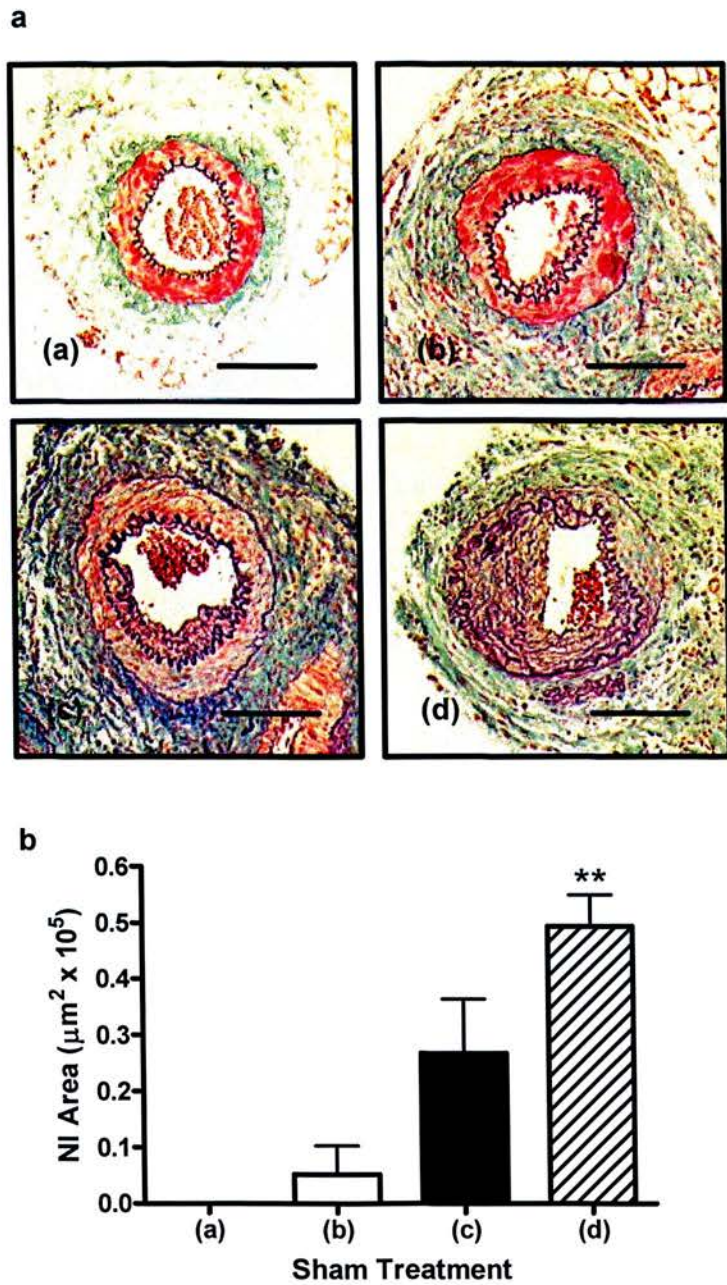 a
(a)
(b)
(c)
(d)
b
NI Area (μm² x 10⁵)
0.6
0.5
0.4
0.3
0.2
0.1
0.0
**
(a) (b) (c) (d)
Sham Treatment